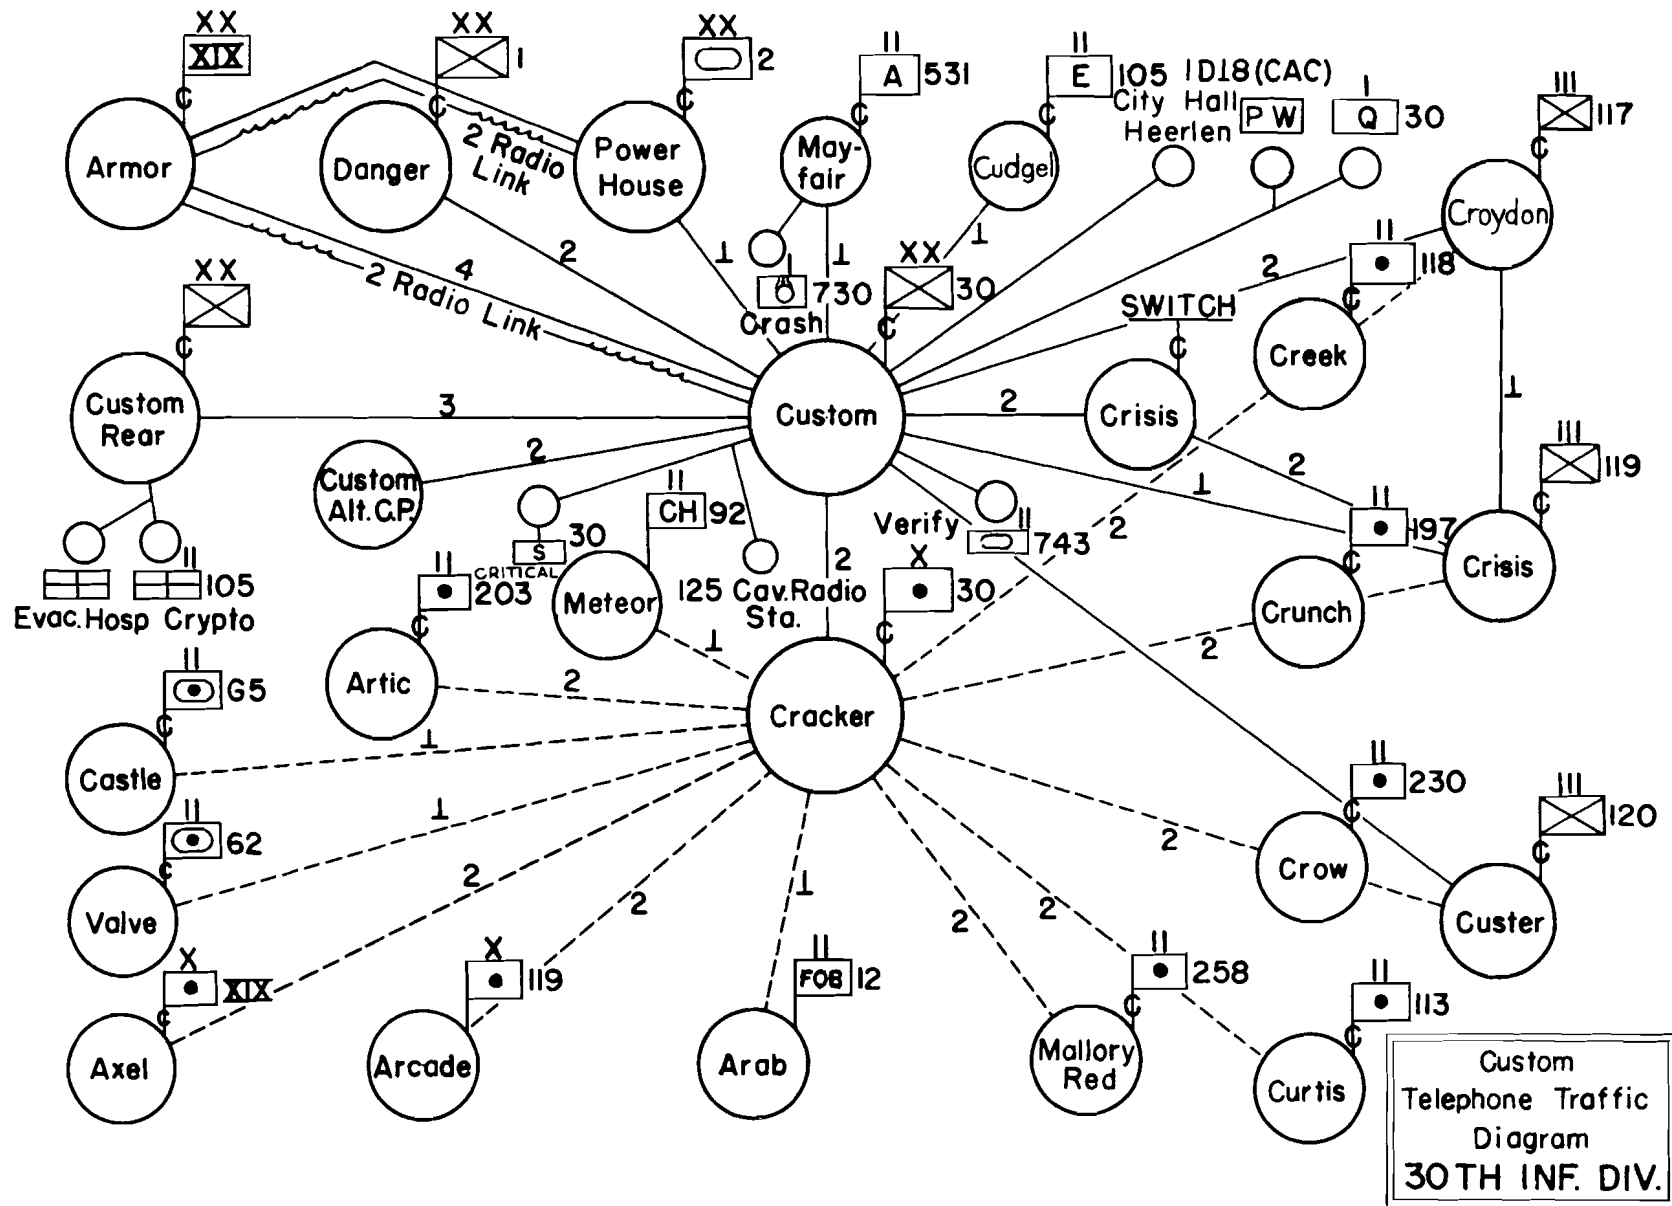 XX
XIX
Armor
XX
1
Danger
XX
2
Power
House
II
A 531
May-
fair
II
E 105
Cudgel
1D18 (CAC)
City Hall
Heerlen
PW
I
Q 30
III
117
Croydon
2 Radio
Link
4
2 Radio Link
2
1
1
1
I
730
Crash
XX
30
2
SWITCH
II
118
Creek
XX
Custom
Rear
3
Custom
2
Crisis
1
III
119
Crisis
2
Custom
Alt. C.P.
2
1
II
197
Crunch
II
105
Evac. Hosp Crypto
S 30
CRITICAL
II
CH 92
Meteor
125 Cav. Radio
Sta.
2
Verify
II
743
2
X
30
II
203
Artic
1
2
2
Cracker
II
G5
Castle
1
II
62
Valve
1
X
XIX
Axel
2
X
119
Arcade
2
II
FOB 12
Arab
1
II
258
Mallory
Red
2
2
II
113
Curtis
II
230
Crow
2
III
120
Custer
Custom
Telephone Traffic
Diagram
30TH INF. DIV.